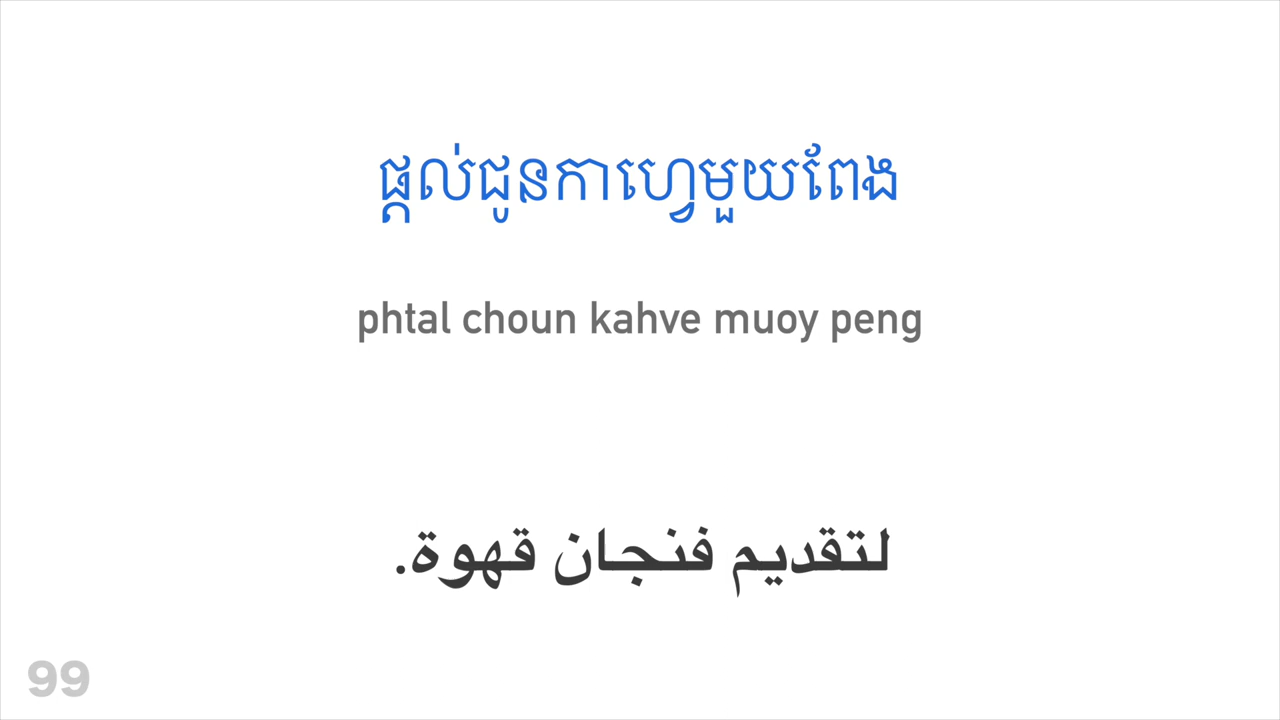 ផ្តល់ជូនកាហ្វេមួយពែង
phtal choun kahve muoy peng
لتقديم فنجان قهوة.
99